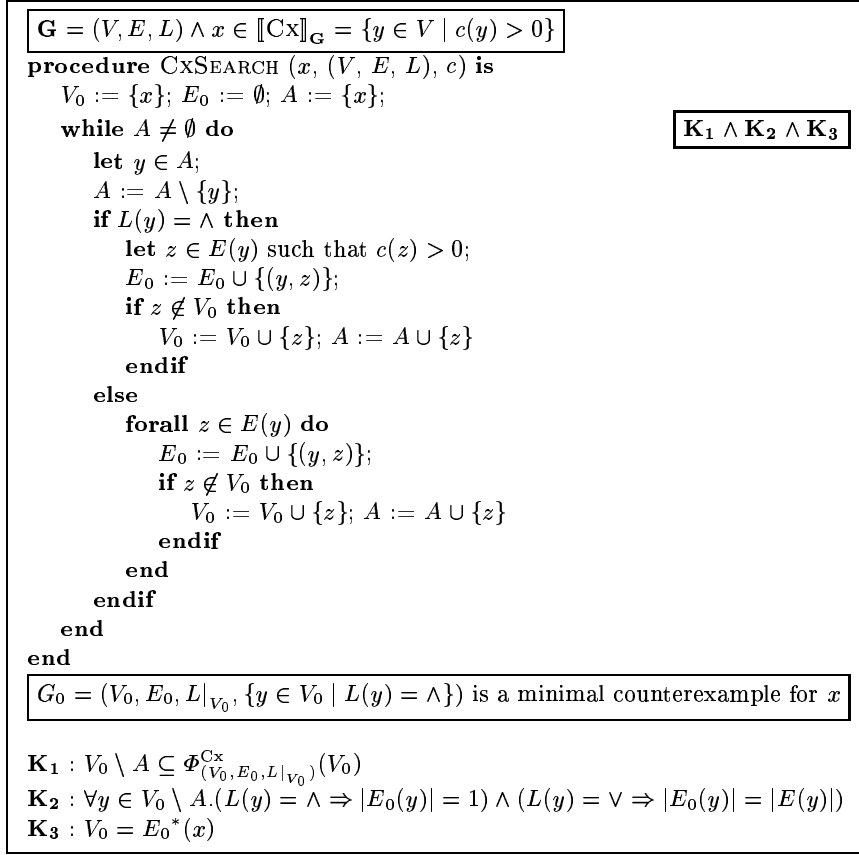 G = (V, E, L) ∧ x ∈ ⟦Cx⟧_G = {y ∈ V | c(y) > 0}
procedure CxSearch (x, (V, E, L), c) is
V₀ := {x}; E₀ := ∅; A := {x};
while A ≠ ∅ do K₁ ∧ K₂ ∧ K₃
let y ∈ A;
A := A \ {y};
if L(y) = ∧ then
let z ∈ E(y) such that c(z) > 0;
E₀ := E₀ ∪ {(y, z)};
if z ∉ V₀ then
V₀ := V₀ ∪ {z}; A := A ∪ {z}
endif
else
forall z ∈ E(y) do
E₀ := E₀ ∪ {(y, z)};
if z ∉ V₀ then
V₀ := V₀ ∪ {z}; A := A ∪ {z}
endif
end
endif
end
end
G₀ = (V₀, E₀, L|_{V₀}, {y ∈ V₀ | L(y) = ∧}) is a minimal counterexample for x
K₁ : V₀ \ A ⊆ Φ^{Cx}_{(V₀,E₀,L|_{V₀})}(V₀)
K₂ : ∀y ∈ V₀ \ A.(L(y) = ∧ ⇒ |E₀(y)| = 1) ∧ (L(y) = ∨ ⇒ |E₀(y)| = |E(y)|)
K₃ : V₀ = E₀*(x)